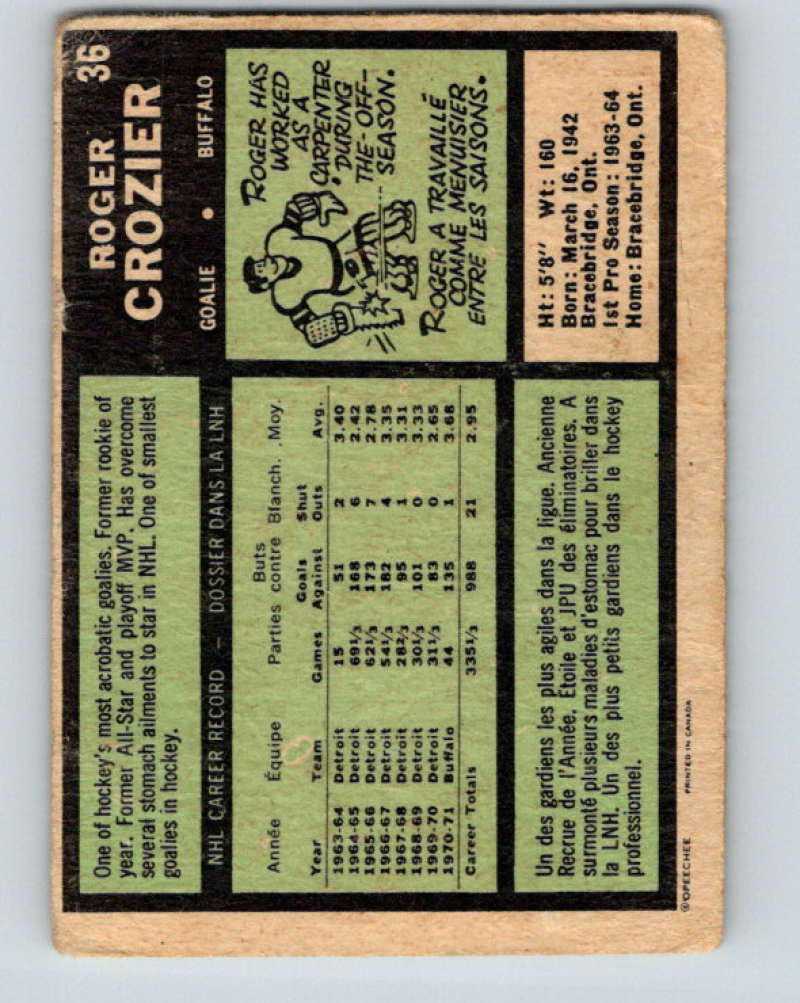 36
ROGER
CROZIER
GOALIE • BUFFALO
One of hockey's most acrobatic goalies. Former rookie of
year. Former All-Star and playoff MVP. Has overcome
several stomach ailments to star in NHL. One of smallest
goalies in hockey.
ROGER HAS
WORKED
AS A
CARPENTER
DURING
THE-OFF-
SEASON.
ROGER A TRAVAILLÉ
COMME MENUISIER
ENTRE LES SAISONS.
NHL CAREER RECORD – DOSSIER DANS LA LNH
Buts
Année Équipe Parties contre Blanch. Moy.
Goals Shut
Year Team Games Against Outs Avg.
1963-64 Detroit 15 51 2 3.40
1964-65 Detroit 69⅓ 168 6 2.42
1965-66 Detroit 62⅓ 173 7 2.78
1966-67 Detroit 54⅓ 182 4 3.35
1967-68 Detroit 28⅔ 95 1 3.31
1968-69 Detroit 30⅓ 101 0 3.33
1969-70 Detroit 31⅓ 83 0 2.65
1970-71 Buffalo 44 135 1 3.68
Career Totals 335⅓ 988 21 2.95
Ht: 5'8" Wt: 160
Born: March 16, 1942
Bracebridge, Ont.
1st Pro Season: 1963-64
Home: Bracebridge, Ont.
Un des gardiens les plus agiles dans la ligue. Ancienne
Recrue de l'Année. Étoile et JPU des éliminatoires. A
surmonté plusieurs maladies d'estomac pour briller dans
la LNH. Un des plus petits gardiens dans le hockey
professionnel.
©OPEECHEE PRINTED IN CANADA